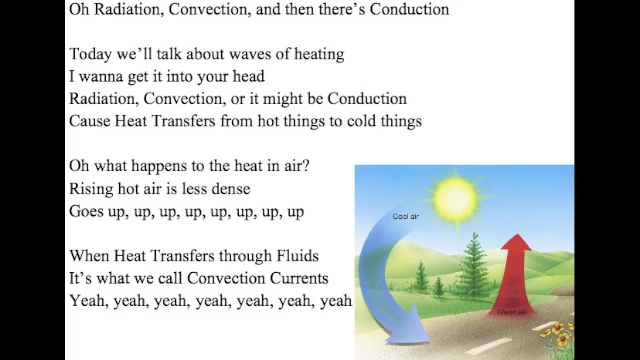 Oh Radiation, Convection, and then there’s Conduction
Today we’ll talk about waves of heating
I wanna get it into your head
Radiation, Convection, or it might be Conduction
Cause Heat Transfers from hot things to cold things
Oh what happens to the heat in air?
Rising hot air is less dense
Goes up, up, up, up, up, up, up, up
When Heat Transfers through Fluids
It’s what we call Convection Currents
Yeah, yeah, yeah, yeah, yeah, yeah, yeah
Cool air
Warm air